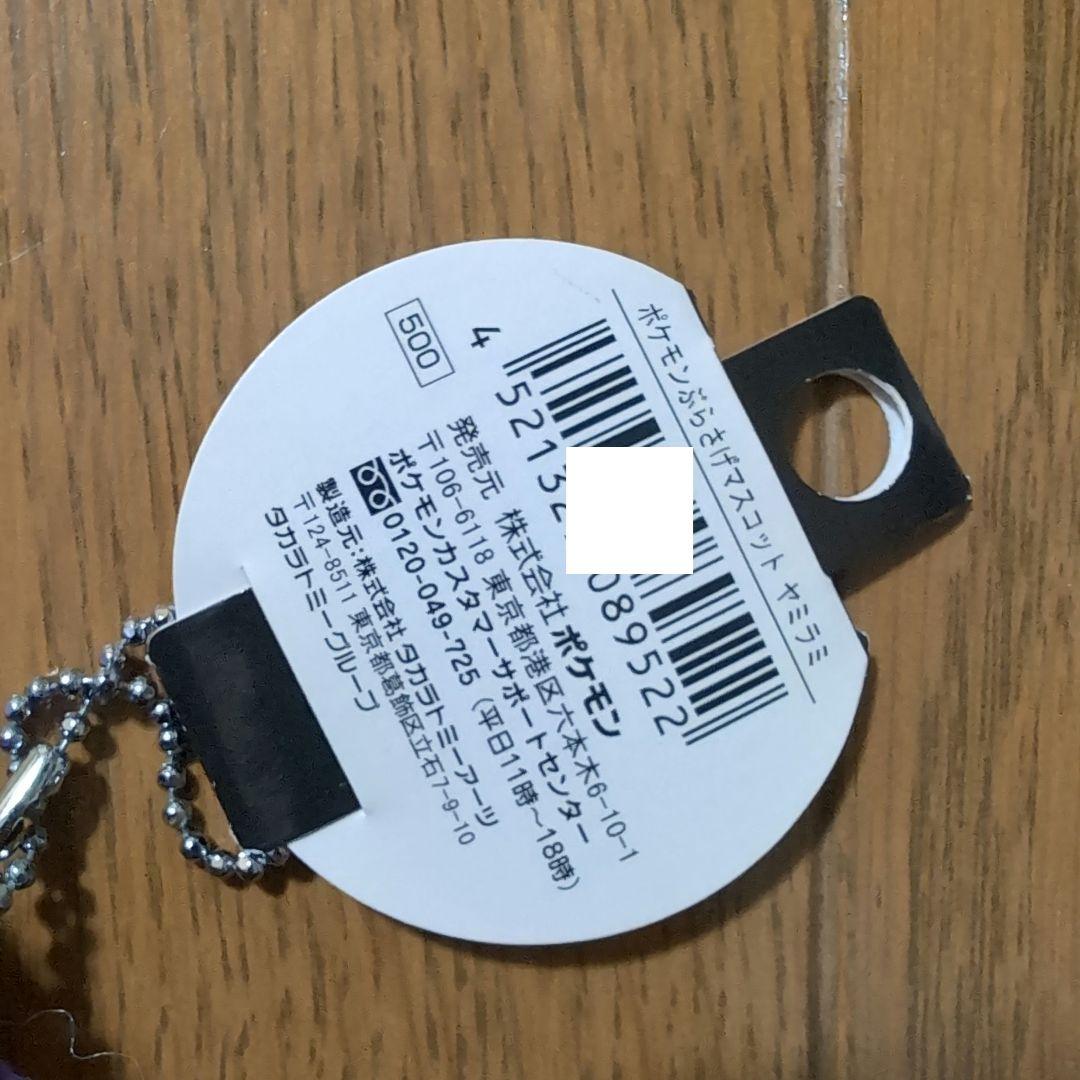 ポケモンぶらさげマスコット ヤミラミ
4 52132 089522
500
発売元 株式会社 ポケモン
〒106-6118 東京都港区六本木6-10-1
ポケモンカスタマーサポートセンター
0120-049-725 (平日11時～18時)
製造元:株式会社 タカラトミーアーツ
〒124-8511 東京都葛飾区立石7-9-10
タカラトミーグループ